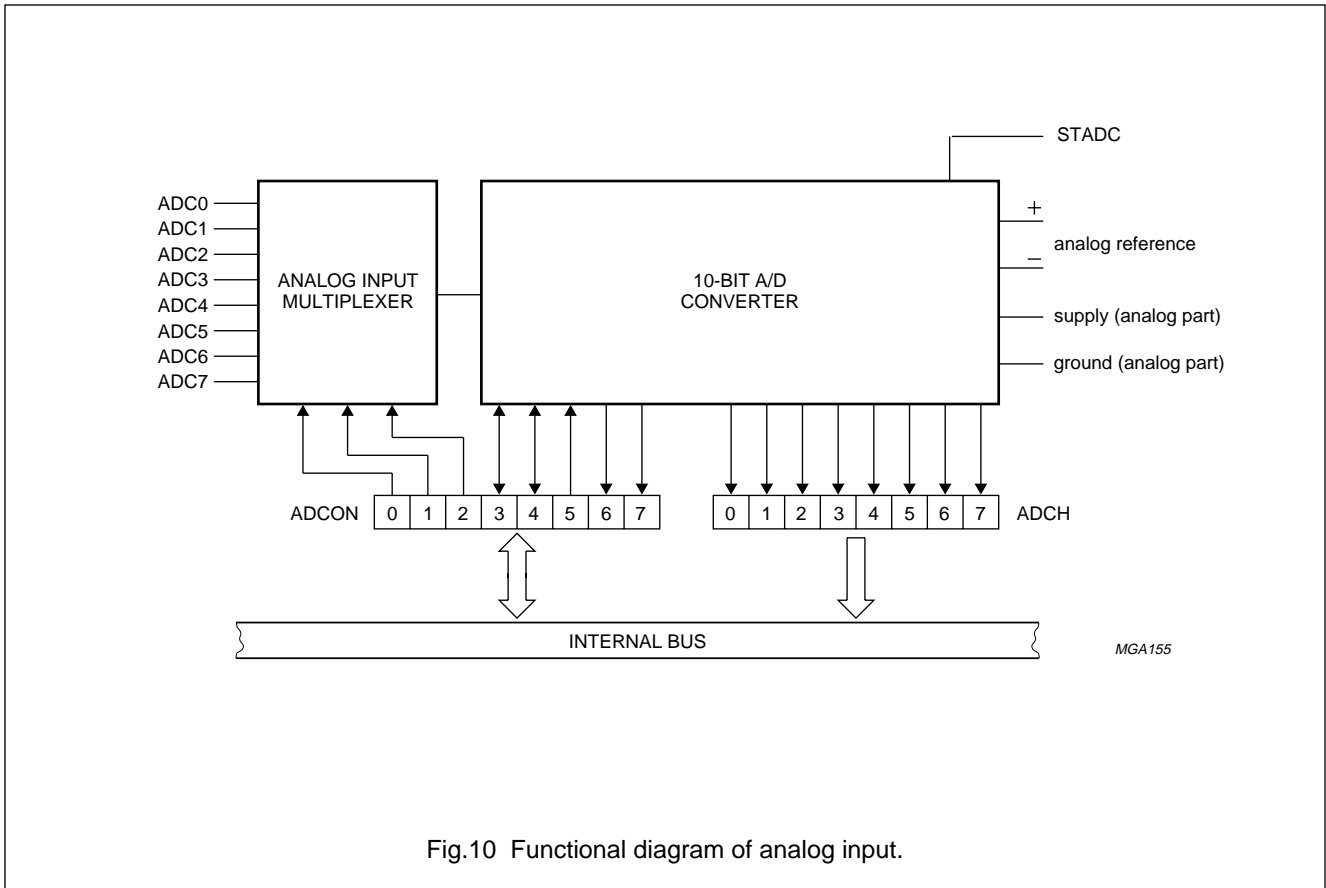 STADC
ADC0
ADC1
ADC2
ADC3
ADC4
ADC5
ADC6
ADC7
ANALOG INPUT
MULTIPLEXER
10-BIT A/D
CONVERTER
+
analog reference
−
supply (analog part)
ground (analog part)
ADCON 0 1 2 3 4 5 6 7
0 1 2 3 4 5 6 7 ADCH
INTERNAL BUS
MGA155
Fig.10 Functional diagram of analog input.